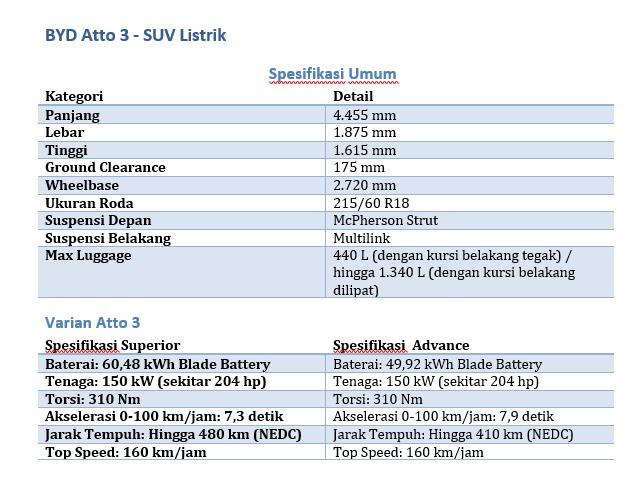 BYD Atto 3 - SUV Listrik
Spesifikasi Umum
Kategori Detail
Panjang 4.455 mm
Lebar 1.875 mm
Tinggi 1.615 mm
Ground Clearance 175 mm
Wheelbase 2.720 mm
Ukuran Roda 215/60 R18
Suspensi Depan McPherson Strut
Suspensi Belakang Multilink
Max Luggage 440 L (dengan kursi belakang tegak) /
hingga 1.340 L (dengan kursi belakang
dilipat)
Varian Atto 3
Spesifikasi Superior Spesifikasi Advance
Baterai: 60,48 kWh Blade Battery Baterai: 49,92 kWh Blade Battery
Tenaga: 150 kW (sekitar 204 hp) Tenaga: 150 kW (sekitar 204 hp)
Torsi: 310 Nm Torsi: 310 Nm
Akselerasi 0-100 km/jam: 7,3 detik Akselerasi 0-100 km/jam: 7,9 detik
Jarak Tempuh: Hingga 480 km (NEDC) Jarak Tempuh: Hingga 410 km (NEDC)
Top Speed: 160 km/jam Top Speed: 160 km/jam